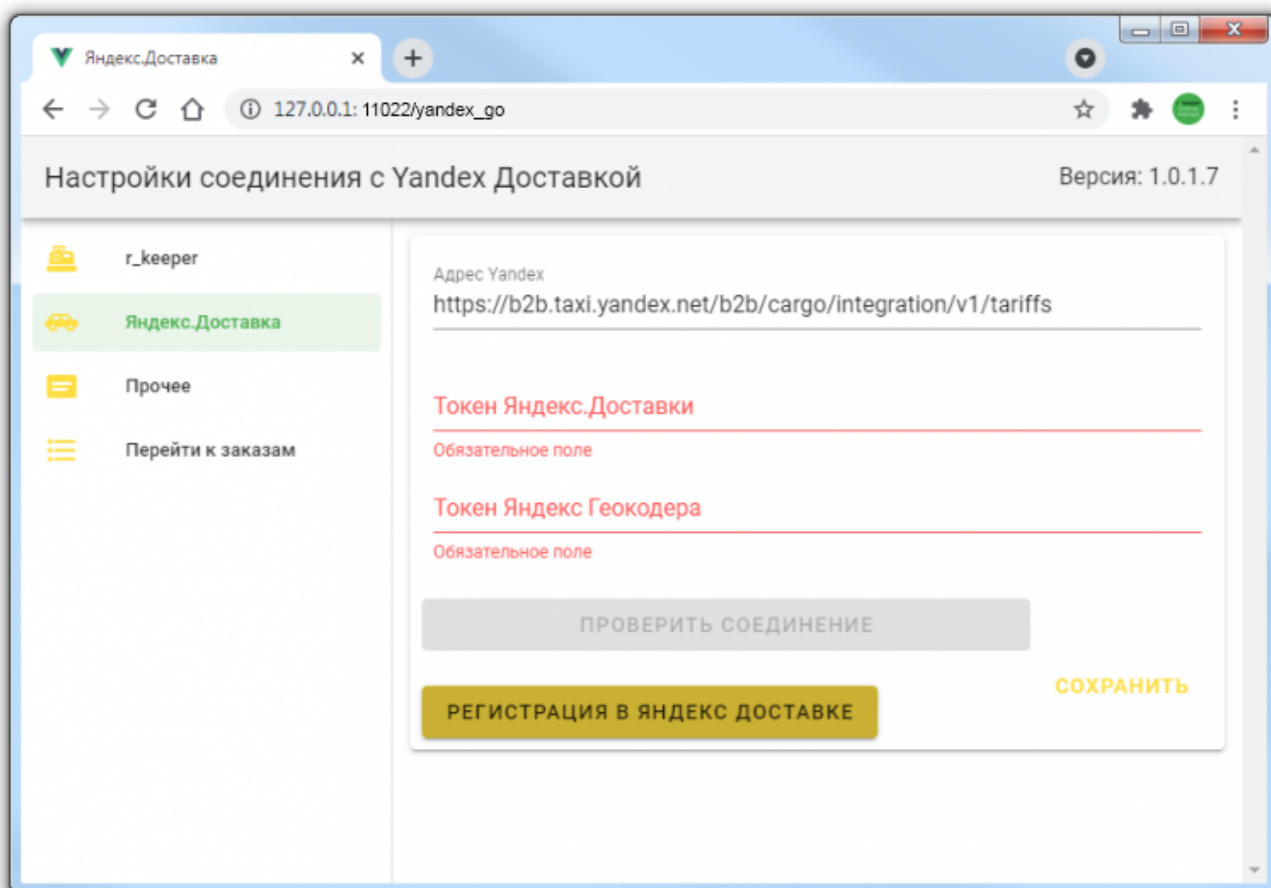 Яндекс.Доставка
127.0.0.1: 11022/yandex_go
Настройки соединения с Yandex Доставкой
Версия: 1.0.1.7
r_keeper
Яндекс.Доставка
Прочее
Перейти к заказам
Адрес Yandex
https://b2b.taxi.yandex.net/b2b/cargo/integration/v1/tariffs
Токен Яндекс.Доставки
Обязательное поле
Токен Яндекс Геокодера
Обязательное поле
ПРОВЕРИТЬ СОЕДИНЕНИЕ
СОХРАНИТЬ
РЕГИСТРАЦИЯ В ЯНДЕКС ДОСТАВКЕ